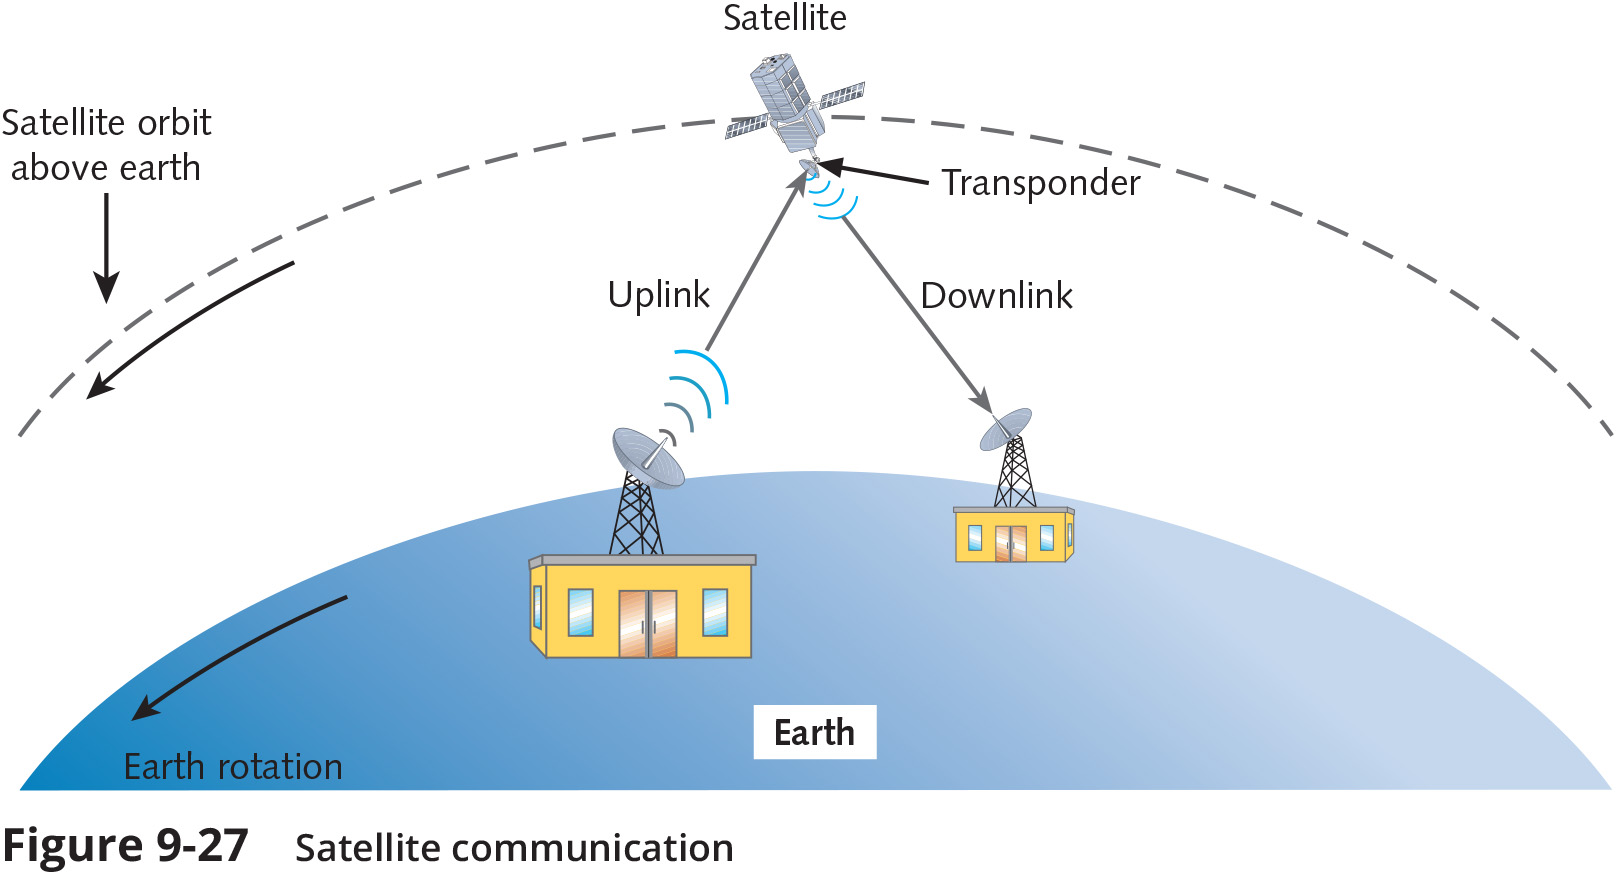 Satellite
Satellite orbit
above earth
Transponder
Uplink
Downlink
Earth
Earth rotation
Figure 9-27 Satellite communication